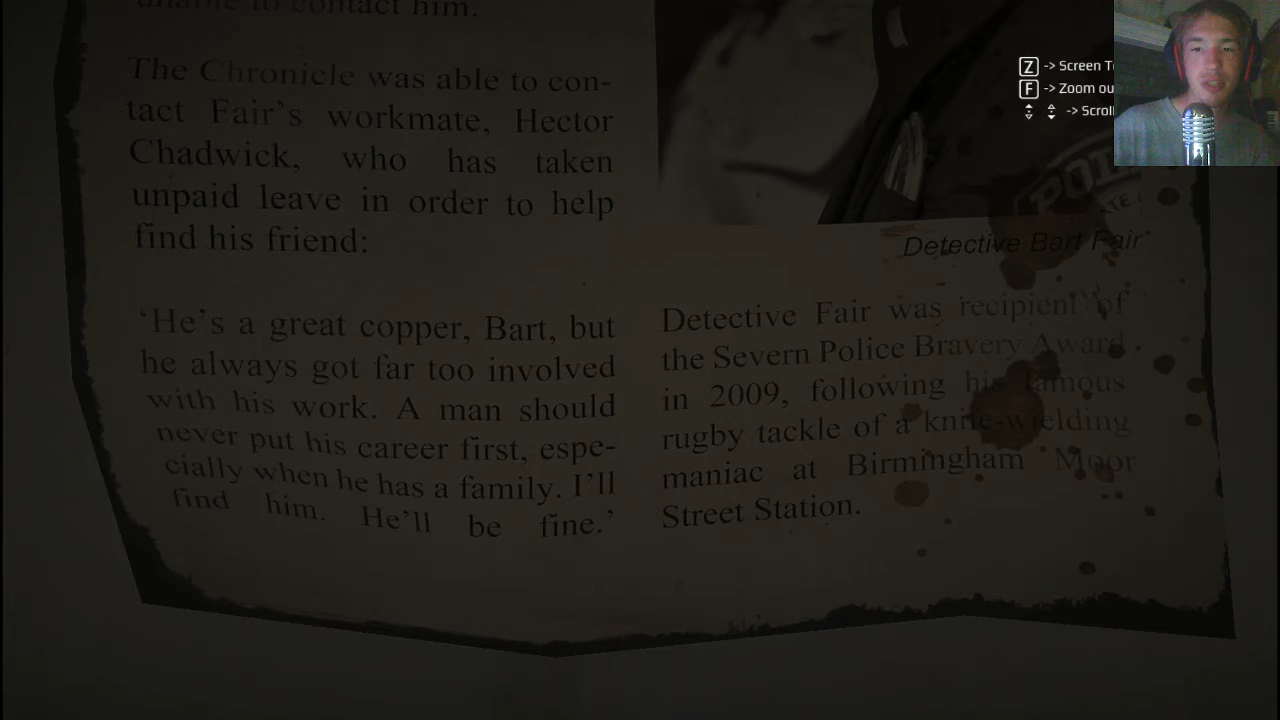 unable to contact him.
The Chronicle was able to con-
tact Fair's workmate, Hector
Chadwick, who has taken
unpaid leave in order to help
find his friend:
'He's a great copper, Bart, but
he always got far too involved
with his work. A man should
never put his career first, espe-
cially when he has a family. I'll
find him. He'll be fine.'
Detective Bart Fair
Detective Fair was recipient of
the Severn Police Bravery Award
in 2009, following his famous
rugby tackle of a knife-wielding
maniac at Birmingham Moor
Street Station.
Z -> Screen
F -> Zoom
-> Scroll